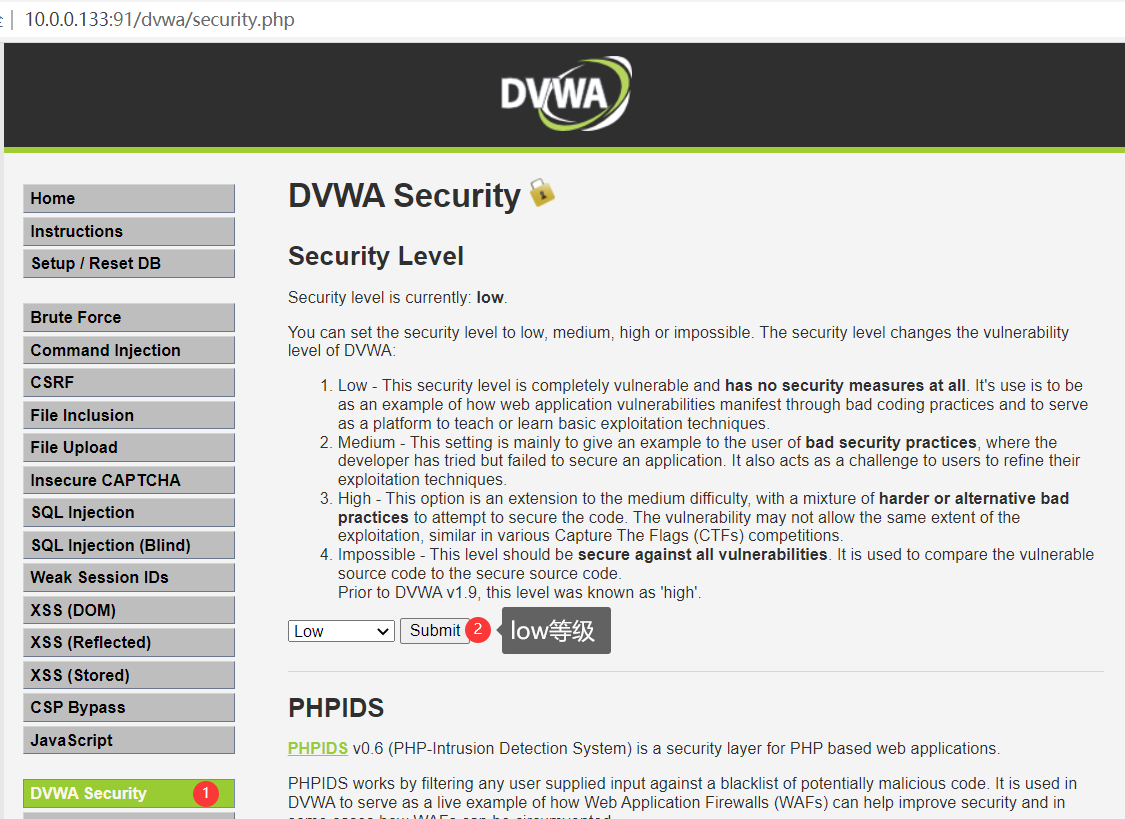 10.0.0.133:91/dvwa/security.php
DVWA
Home
Instructions
Setup / Reset DB
Brute Force
Command Injection
CSRF
File Inclusion
File Upload
Insecure CAPTCHA
SQL Injection
SQL Injection (Blind)
Weak Session IDs
XSS (DOM)
XSS (Reflected)
XSS (Stored)
CSP Bypass
JavaScript
DVWA Security 1
DVWA Security
Security Level
Security level is currently: low.
You can set the security level to low, medium, high or impossible. The security level changes the vulnerability
level of DVWA:
1. Low - This security level is completely vulnerable and has no security measures at all. It's use is to be
as an example of how web application vulnerabilities manifest through bad coding practices and to serve
as a platform to teach or learn basic exploitation techniques.
2. Medium - This setting is mainly to give an example to the user of bad security practices, where the
developer has tried but failed to secure an application. It also acts as a challenge to users to refine their
exploitation techniques.
3. High - This option is an extension to the medium difficulty, with a mixture of harder or alternative bad
practices to attempt to secure the code. The vulnerability may not allow the same extent of the
exploitation, similar in various Capture The Flags (CTFs) competitions.
4. Impossible - This level should be secure against all vulnerabilities. It is used to compare the vulnerable
source code to the secure source code.
Prior to DVWA v1.9, this level was known as 'high'.
Low Submit 2 low等级
PHPIDS
PHPIDS v0.6 (PHP-Intrusion Detection System) is a security layer for PHP based web applications.
PHPIDS works by filtering any user supplied input against a blacklist of potentially malicious code. It is used in
DVWA to serve as a live example of how Web Application Firewalls (WAFs) can help improve security and in
some cases how WAFs can be circumvented.